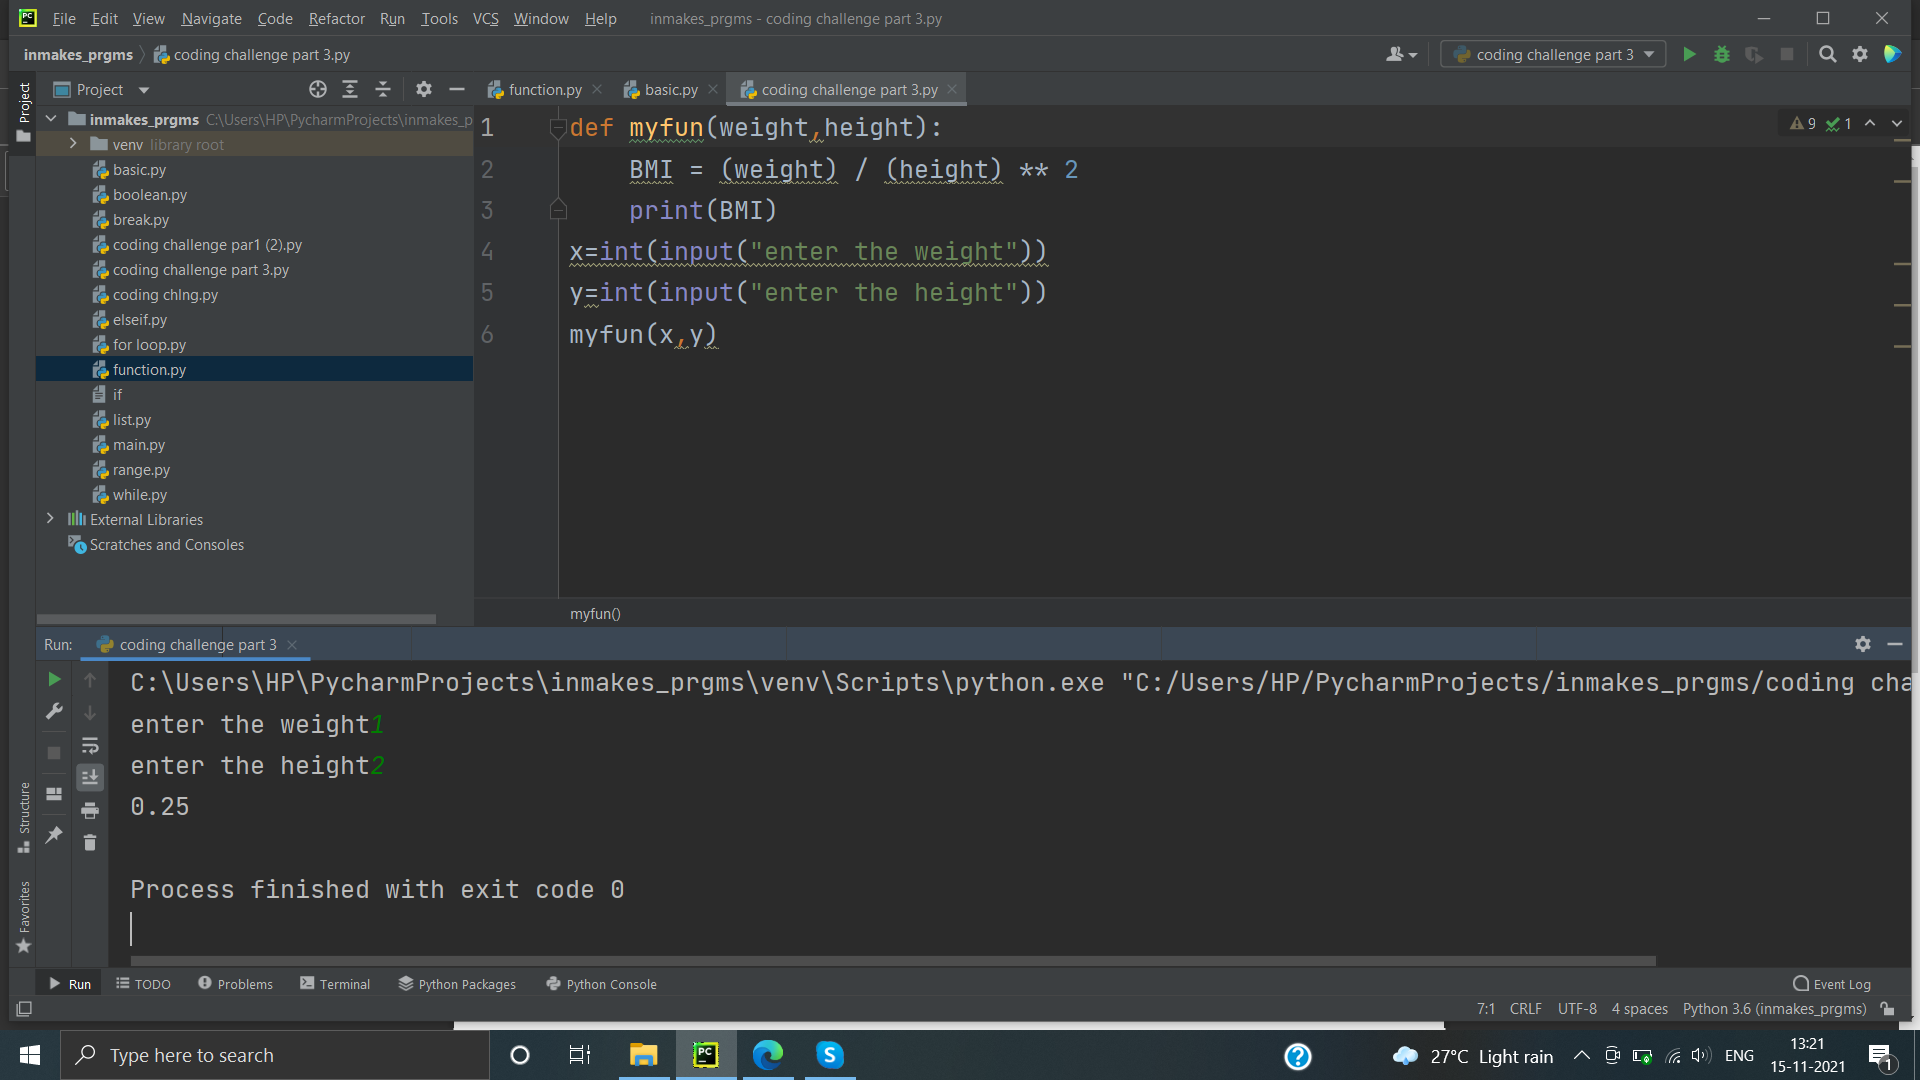 PC File Edit View Navigate Code Refactor Run Tools VCS Window Help inmakes_prgms - coding challenge part 3.py
inmakes_prgms coding challenge part 3.py coding challenge part 3
Project Project function.py basic.py coding challenge part 3.py
inmakes_prgms C:\Users\HP\PycharmProjects\inmakes_p
venv library root
basic.py
boolean.py
break.py
coding challenge par1 (2).py
coding challenge part 3.py
coding chlng.py
elseif.py
for loop.py
function.py
if
list.py
main.py
range.py
while.py
External Libraries
Scratches and Consoles
9 1
1 def myfun(weight,height):
2 BMI = (weight) / (height) ** 2
3 print(BMI)
4 x=int(input("enter the weight"))
5 y=int(input("enter the height"))
6 myfun(x,y)
myfun()
Run: coding challenge part 3
C:\Users\HP\PycharmProjects\inmakes_prgms\venv\Scripts\python.exe "C:/Users/HP/PycharmProjects/inmakes_prgms/coding cha
enter the weight1
enter the height2
0.25
Process finished with exit code 0
Structure
Favorites
Run TODO Problems Terminal Python Packages Python Console Event Log
7:1 CRLF UTF-8 4 spaces Python 3.6 (inmakes_prgms)
Type here to search PC S ? 27°C Light rain ENG 13:21
15-11-2021 1